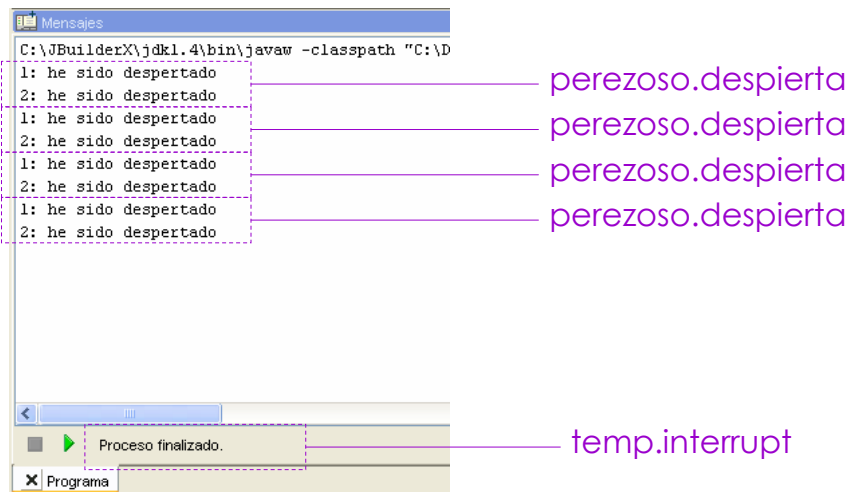 Mensajes
C:\JBuilderX\jdk1.4\bin\javaw -classpath "C:\D
1: he sido despertado
2: he sido despertado
perezoso.despierta
1: he sido despertado
2: he sido despertado
perezoso.despierta
1: he sido despertado
2: he sido despertado
perezoso.despierta
1: he sido despertado
2: he sido despertado
perezoso.despierta
Proceso finalizado.
temp.interrupt
Programa